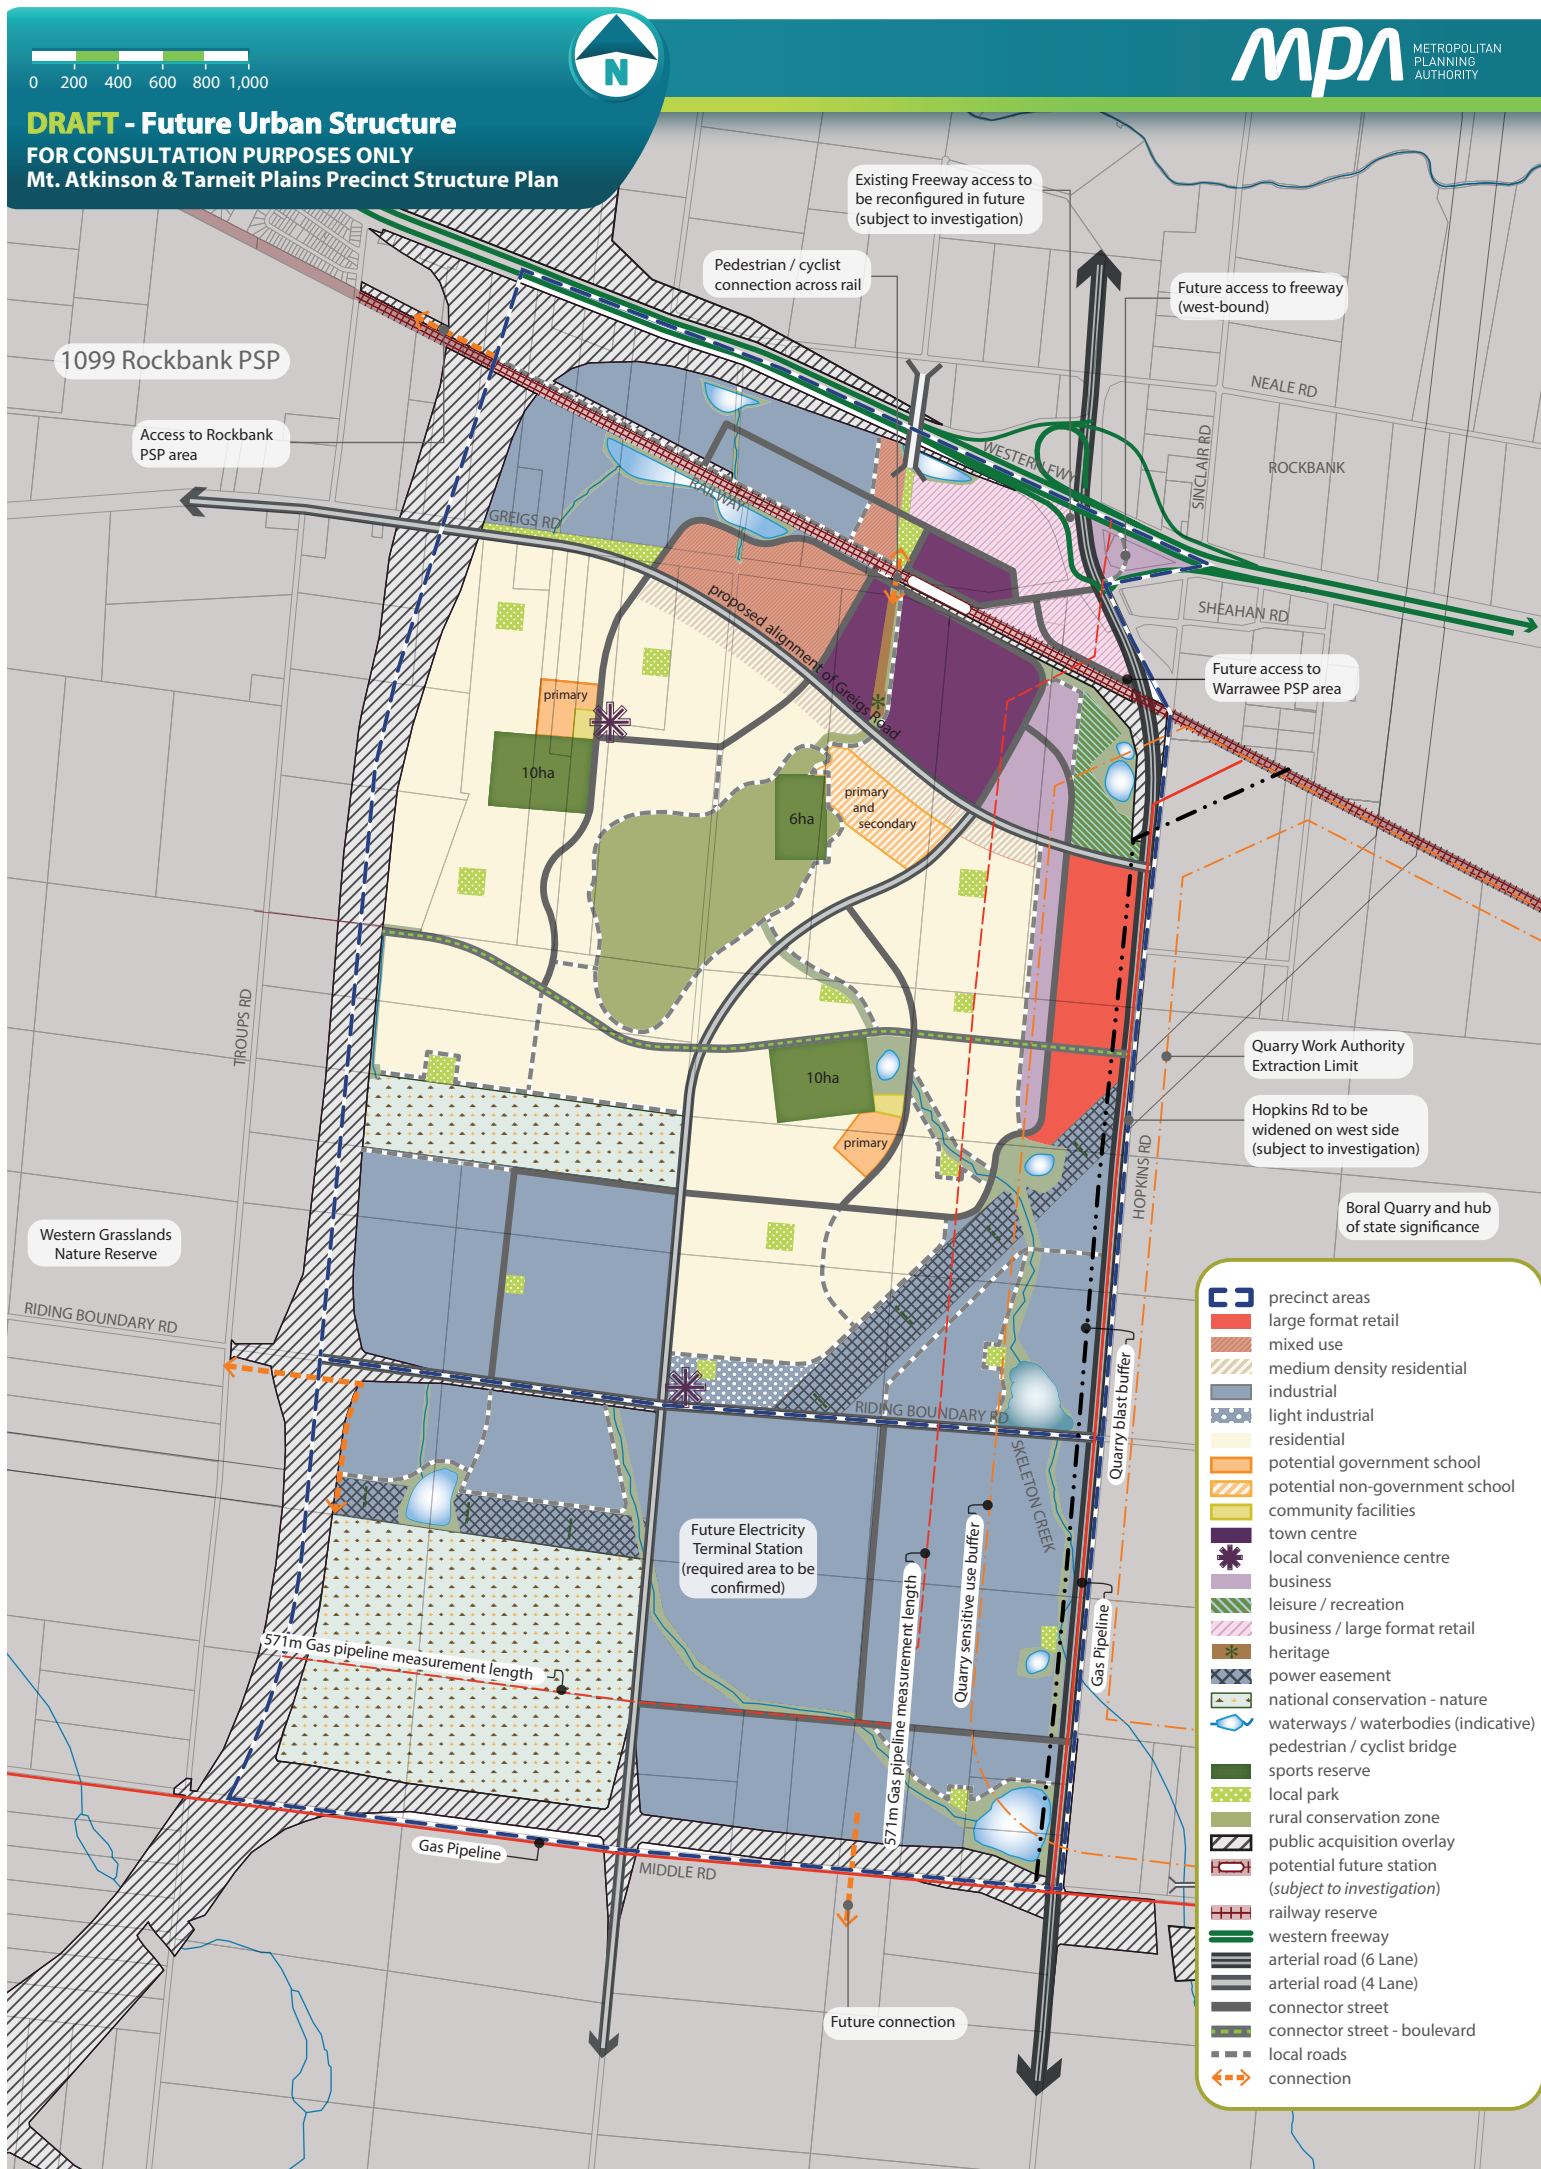 0 200 400 600 800 1,000
N
mpa
METROPOLITAN
PLANNING
AUTHORITY
DRAFT - Future Urban Structure
FOR CONSULTATION PURPOSES ONLY
Mt. Atkinson & Tarneit Plains Precinct Structure Plan
Existing Freeway access to
be reconfigured in future
(subject to investigation)
Pedestrian / cyclist
connection across rail
Future access to freeway
(west-bound)
1099 Rockbank PSP
NEALE RD
Access to Rockbank
PSP area
WESTERN FWY
SINCLAIR RD
ROCKBANK
RAILWAY
GREIGS RD
SHEAHAN RD
proposed alignment of Greigs Road
Future access to
Warrawee PSP area
primary
10ha
6ha
primary
and
secondary
TROUPS RD
Quarry Work Authority
Extraction Limit
10ha
primary
Hopkins Rd to be
widened on west side
(subject to investigation)
HOPKINS RD
Boral Quarry and hub
of state significance
Western Grasslands
Nature Reserve
RIDING BOUNDARY RD
RIDING BOUNDARY RD
Quarry blast buffer
SKELETON CREEK
Future Electricity
Terminal Station
(required area to be
confirmed)
Quarry sensitive use buffer
571m Gas pipeline measurement length
Gas Pipeline
571m Gas pipeline measurement length
Gas Pipeline
MIDDLE RD
Future connection
precinct areas
large format retail
mixed use
medium density residential
industrial
light industrial
residential
potential government school
potential non-government school
community facilities
town centre
local convenience centre
business
leisure / recreation
business / large format retail
heritage
power easement
national conservation - nature
waterways / waterbodies (indicative)
pedestrian / cyclist bridge
sports reserve
local park
rural conservation zone
public acquisition overlay
potential future station
(subject to investigation)
railway reserve
western freeway
arterial road (6 Lane)
arterial road (4 Lane)
connector street
connector street - boulevard
local roads
connection